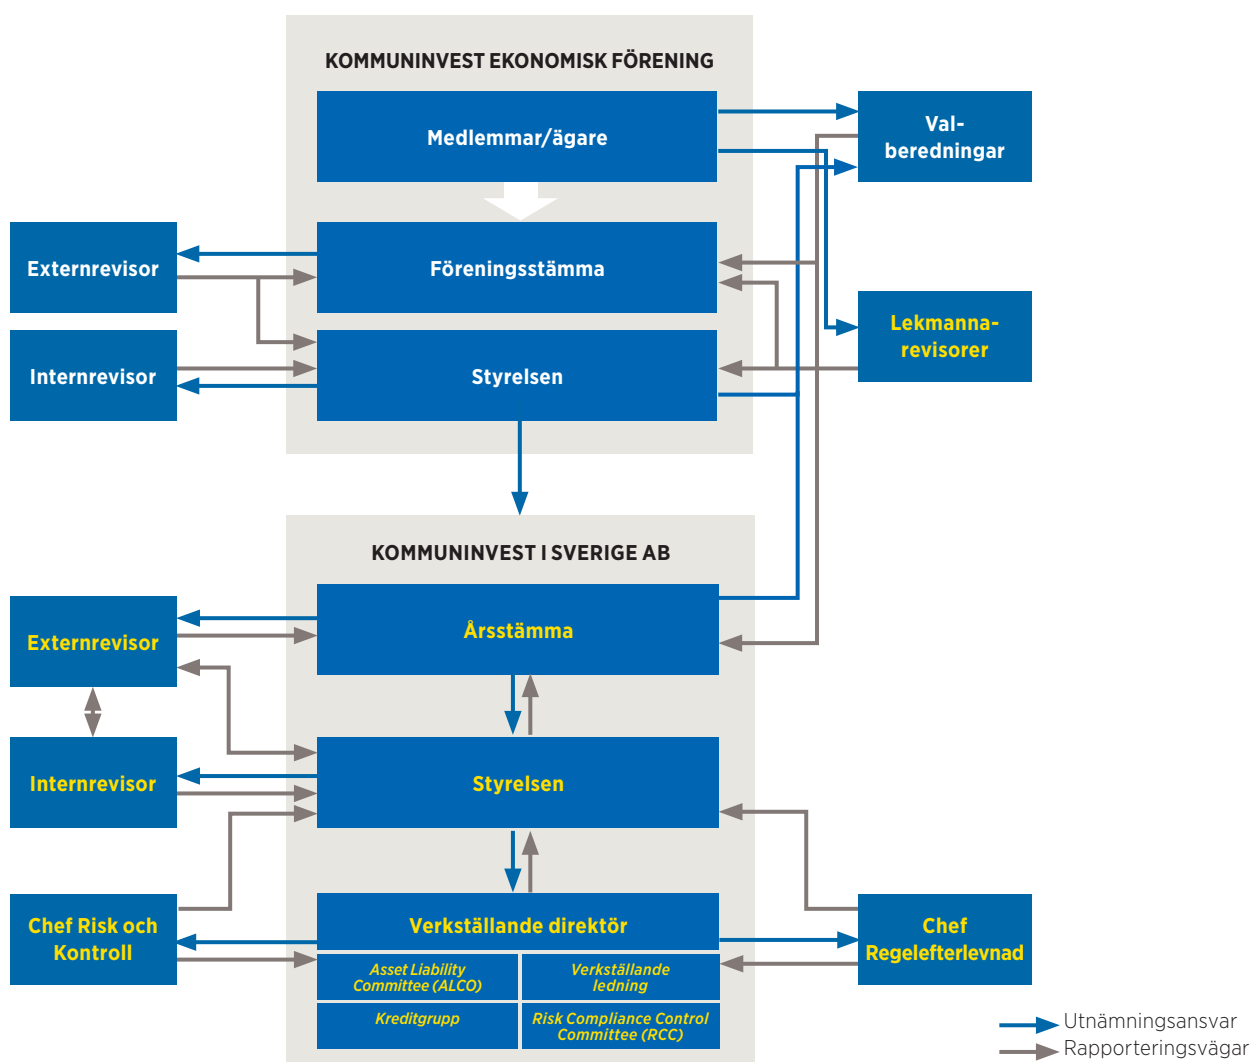 KOMMUNINVEST EKONOMISK FÖRENING
Medlemmar/ägare
Val-
beredningar
Externrevisor
Föreningsstämma
Lekmanna-
revisorer
Internrevisor
Styrelsen
KOMMUNINVEST I SVERIGE AB
Externrevisor
Årsstämma
Internrevisor
Styrelsen
Chef Risk och
Kontroll
Verkställande direktör
Chef
Regelefterlevnad
Asset Liability
Committee (ALCO)
Verkställande
ledning
Kreditgrupp
Risk Compliance Control
Committee (RCC)
Utnämningsansvar
Rapporteringsvägar